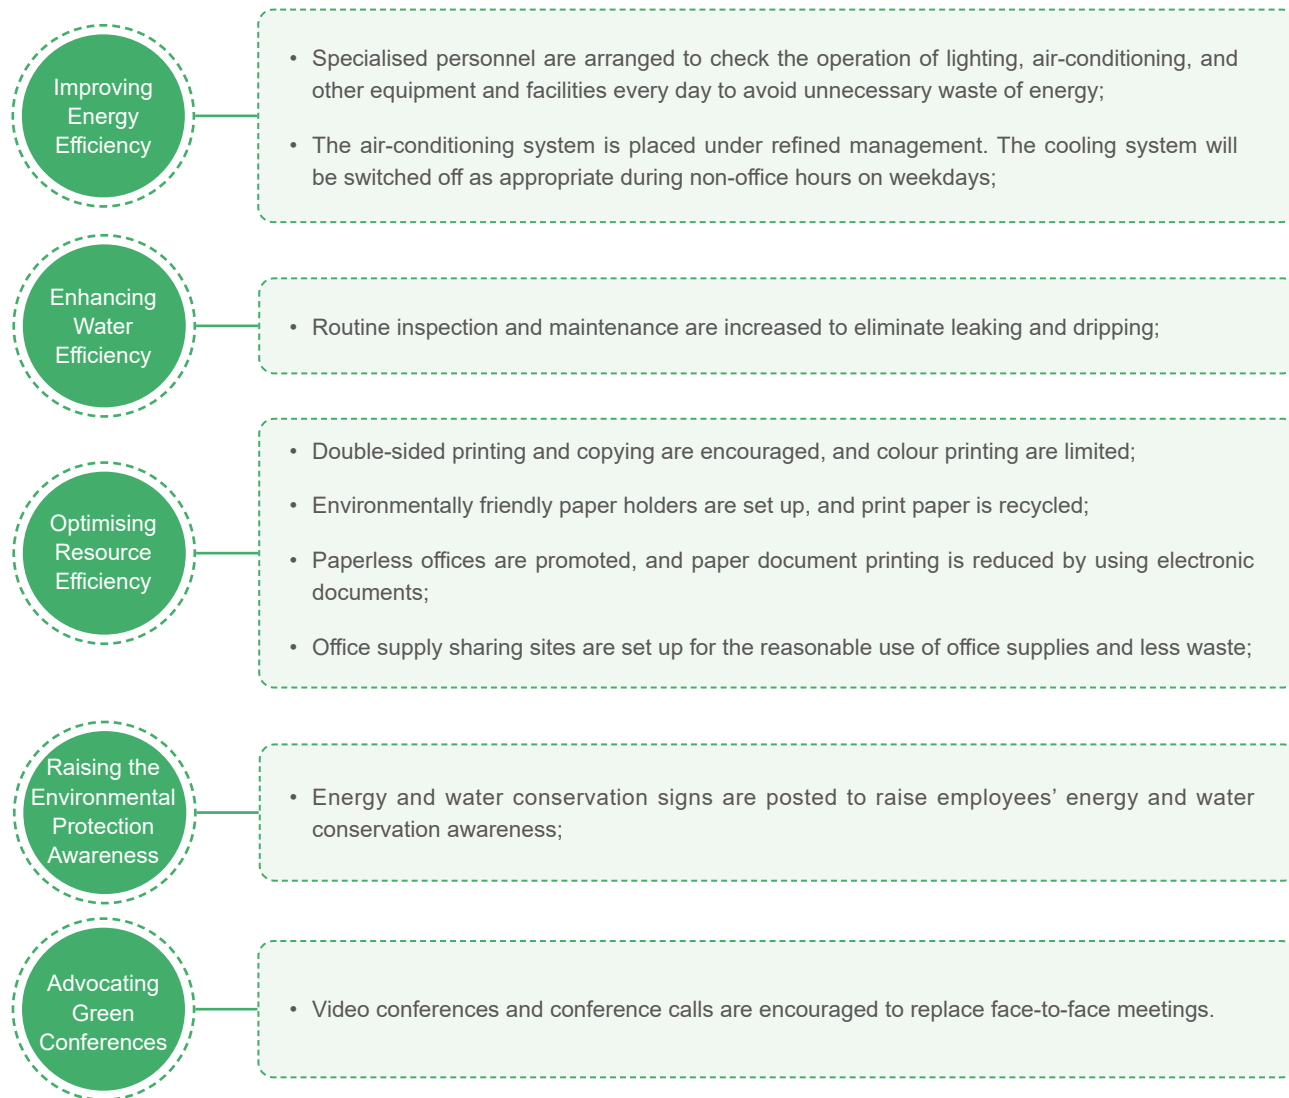 Improving
Energy
Efficiency
• Specialised personnel are arranged to check the operation of lighting, air-conditioning, and
other equipment and facilities every day to avoid unnecessary waste of energy;
• The air-conditioning system is placed under refined management. The cooling system will
be switched off as appropriate during non-office hours on weekdays;
Enhancing
Water
Efficiency
• Routine inspection and maintenance are increased to eliminate leaking and dripping;
Optimising
Resource
Efficiency
• Double-sided printing and copying are encouraged, and colour printing are limited;
• Environmentally friendly paper holders are set up, and print paper is recycled;
• Paperless offices are promoted, and paper document printing is reduced by using electronic
documents;
• Office supply sharing sites are set up for the reasonable use of office supplies and less waste;
Raising the
Environmental
Protection
Awareness
• Energy and water conservation signs are posted to raise employees’ energy and water
conservation awareness;
Advocating
Green
Conferences
• Video conferences and conference calls are encouraged to replace face-to-face meetings.